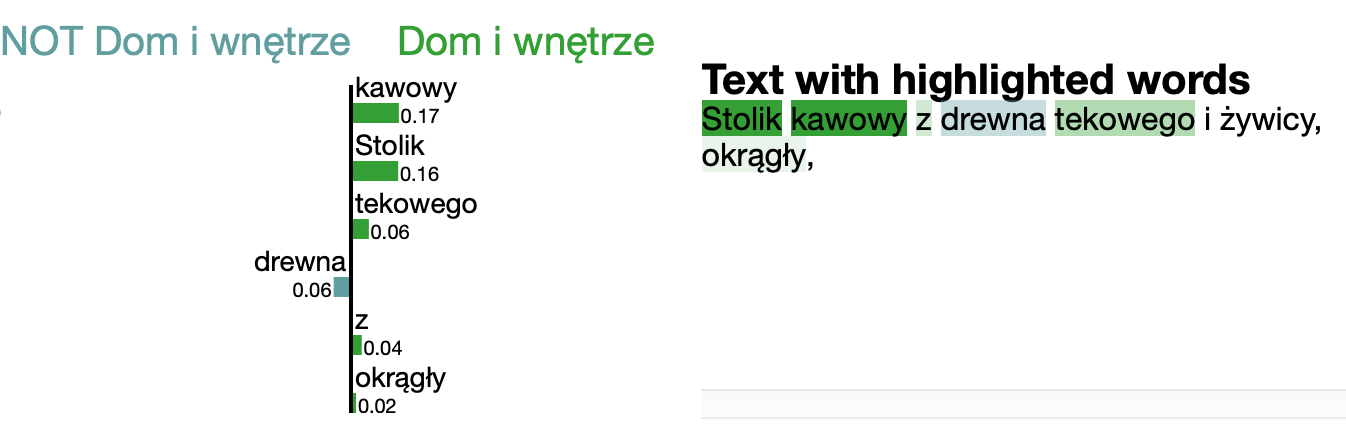 NOT Dom i wnętrze Dom i wnętrze
kawowy
0.17
Stolik
0.16
tekowego
0.06
drewna
0.06
z
0.04
okrągły
0.02
Text with highlighted words
Stolik kawowy z drewna tekowego i żywicy,
okrągły,